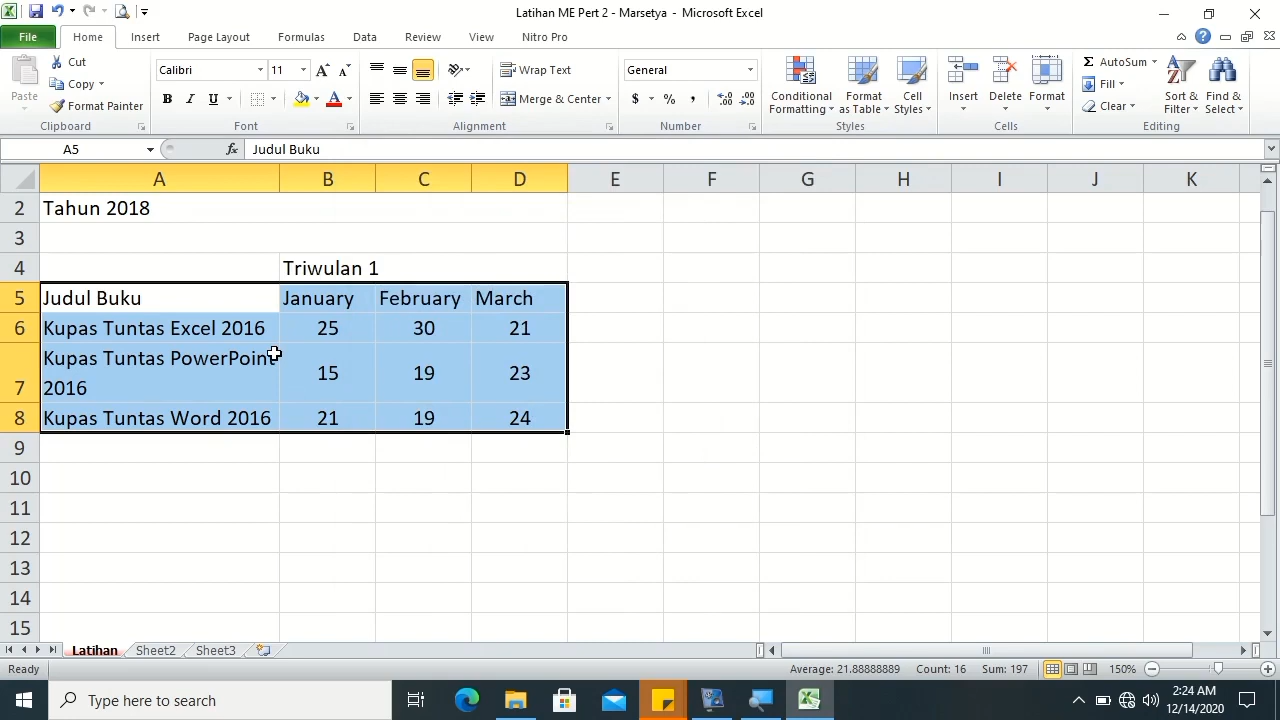 Latihan ME Pert 2 - Marsetya - Microsoft Excel
File Home Insert Page Layout Formulas Data Review View Nitro Pro
Paste
Cut
Copy
Format Painter
Clipboard
Calibri 11
B I U
A
Font
Wrap Text
Merge & Center
Alignment
General
$ % ,
Number
Conditional Formatting
Format as Table
Cell Styles
Styles
Insert Delete Format
Cells
AutoSum
Fill
Clear
Sort & Filter
Find & Select
Editing
A5 fx Judul Buku
A B C D E F G H I J K
2 Tahun 2018
3
4 Triwulan 1
5 Judul Buku January February March
6 Kupas Tuntas Excel 2016 25 30 21
Kupas Tuntas PowerPoint
7 2016 15 19 23
8 Kupas Tuntas Word 2016 21 19 24
9
10
11
12
13
14
15
Latihan Sheet2 Sheet3
Ready Average: 21.88888889 Count: 16 Sum: 197 150%
Type here to search
2:24 AM
12/14/2020